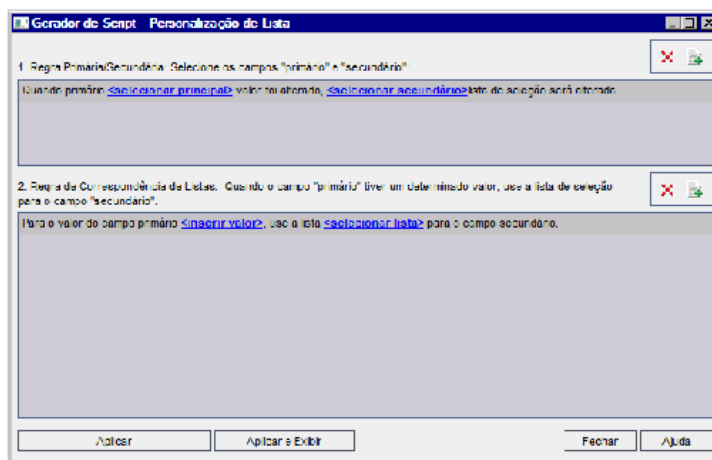 Gerador de Script - Personalização de Lista
1. Regra Primária/Secundária: Selecione os campos "primário" e "secundário"
Quando primário <selecionar principal> valor foi alterado, <selecionar secundário>lista de seleção será alterada
2. Regra de Correspondência de Listas: Quando o campo "primário" tiver um determinado valor, use a lista de seleção
para o campo "secundário".
Para o valor do campo primário <inserir valor>, use a lista <selecionar lista> para o campo secundário.
Aplicar
Aplicar e Exibir
Fechar
Ajuda